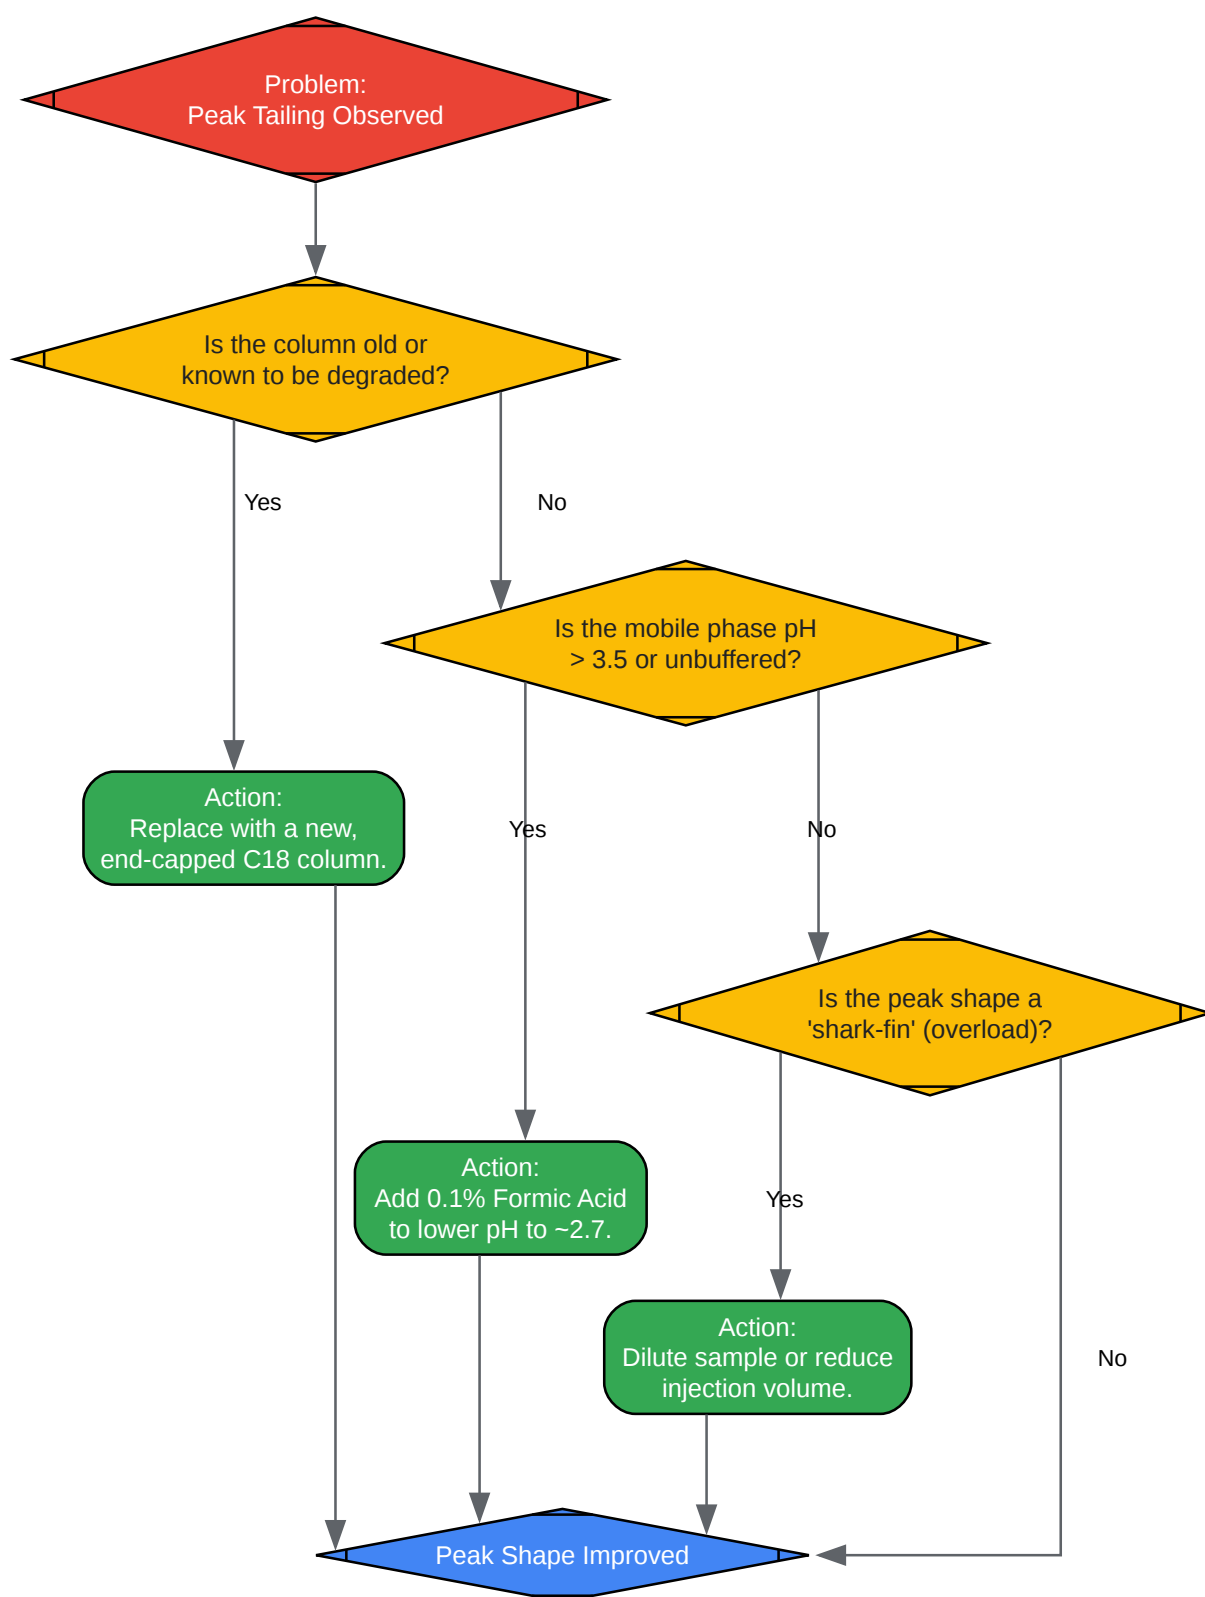 Problem:
Peak Tailing Observed
Is the column old or
known to be degraded?
Yes
No
Is the mobile phase pH
> 3.5 or unbuffered?
Action:
Replace with a new,
end-capped C18 column.
Yes
No
Is the peak shape a
'shark-fin' (overload)?
Action:
Add 0.1% Formic Acid
to lower pH to ~2.7.
Yes
Action:
Dilute sample or reduce
injection volume.
No
Peak Shape Improved